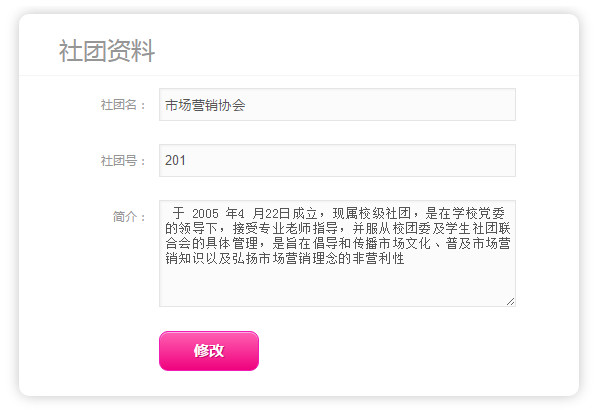 社团资料
社团名：
市场营销协会
社团号：
201
简介：
于 2005 年4 月22日成立，现属校级社团，是在学校党委
的领导下，接受专业老师指导，并服从校团委及学生社团联
合会的具体管理，是旨在倡导和传播市场文化、普及市场营
销知识以及弘扬市场营销理念的非营利性
修改